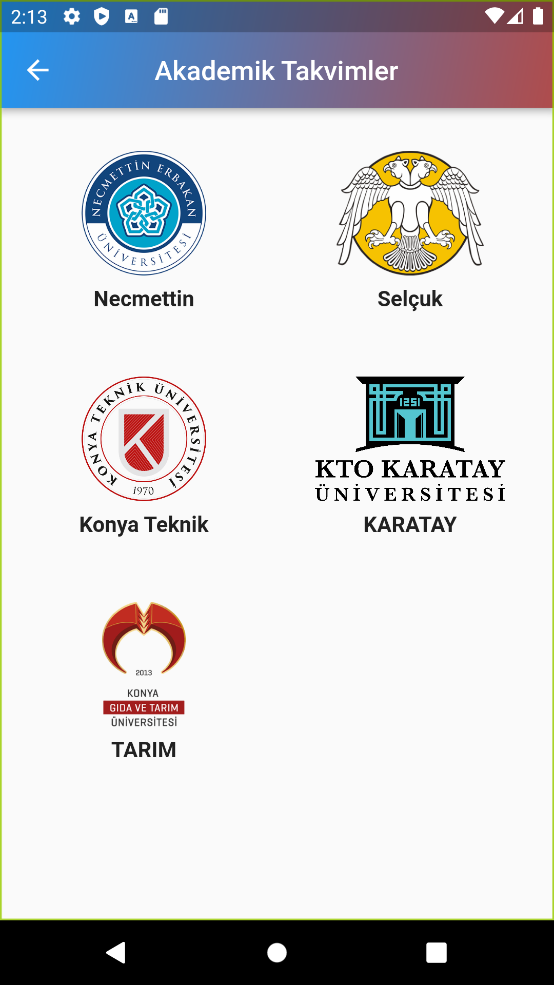 2:13
Akademik Takvimler
NECMETTİN ERBAKAN
ÜNİVERSİTESİ
Necmettin
Selçuk
KONYA TEKNİK ÜNİVERSİTESİ
1970
Konya Teknik
1251
KTO KARATAY
ÜNİVERSİTESİ
KARATAY
2013
KONYA
GIDA VE TARIM
ÜNİVERSİTESİ
TARIM